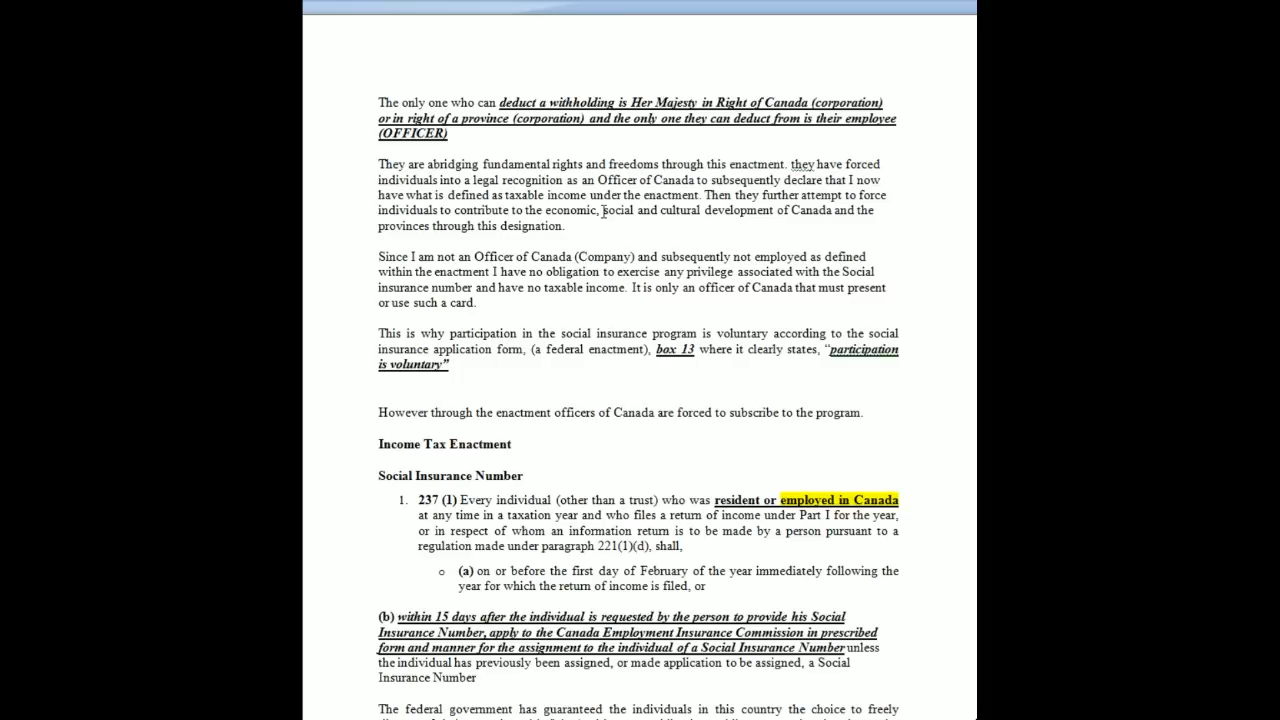 The only one who can deduct a withholding is Her Majesty in Right of Canada (corporation)
or in right of a province (corporation) and the only one they can deduct from is their employee
(OFFICER)
They are abridging fundamental rights and freedoms through this enactment. they have forced
individuals into a legal recognition as an Officer of Canada to subsequently declare that I now
have what is defined as taxable income under the enactment. Then they further attempt to force
individuals to contribute to the economic, social and cultural development of Canada and the
provinces through this designation.
Since I am not an Officer of Canada (Company) and subsequently not employed as defined
within the enactment I have no obligation to exercise any privilege associated with the Social
insurance number and have no taxable income. It is only an officer of Canada that must present
or use such a card.
This is why participation in the social insurance program is voluntary according to the social
insurance application form, (a federal enactment), box 13 where it clearly states, “participation
is voluntary”
However through the enactment officers of Canada are forced to subscribe to the program.
Income Tax Enactment
Social Insurance Number
1. 237 (1) Every individual (other than a trust) who was resident or employed in Canada
at any time in a taxation year and who files a return of income under Part I for the year,
or in respect of whom an information return is to be made by a person pursuant to a
regulation made under paragraph 221(1)(d), shall,
o (a) on or before the first day of February of the year immediately following the
year for which the return of income is filed, or
(b) within 15 days after the individual is requested by the person to provide his Social
Insurance Number, apply to the Canada Employment Insurance Commission in prescribed
form and manner for the assignment to the individual of a Social Insurance Number unless
the individual has previously been assigned, or made application to be assigned, a Social
Insurance Number
The federal government has guaranteed the individuals in this country the choice to freely